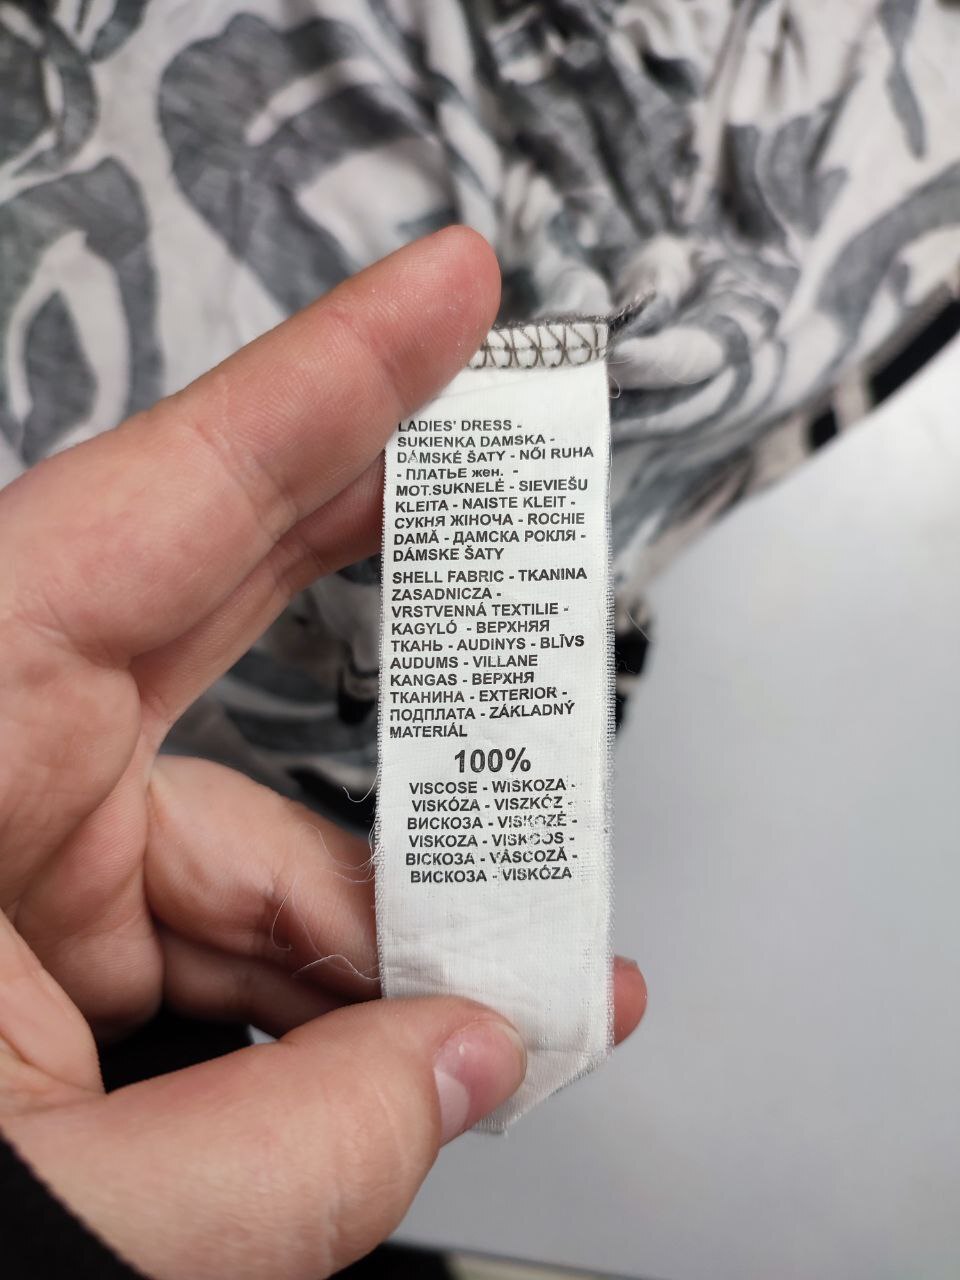 LADIES' DRESS -
SUKIENKA DAMSKA -
DÁMSKÉ ŠATY - NŐI RUHA
- ПЛАТЬЕ жен. -
MOT.SUKNELĖ - SIEVIEŠU
KLEITA - NAISTE KLEIT -
СУКНЯ ЖІНОЧА - ROCHIE
DAMĂ - ДАМСКА РОКЛЯ -
DÁMSKE ŠATY
SHELL FABRIC - TKANINA
ZASADNICZA -
VRSTVENNÁ TEXTILIE -
KAGYLÓ - ВЕРХНЯЯ
ТКАНЬ - AUDINYS - BLĪVS
AUDUMS - VILLANE
KANGAS - ВЕРХНЯ
ТКАНИНА - EXTERIOR -
ПОДПЛАТА - ZÁKLADNÝ
MATERIÁL
100%
VISCOSE - WISKOZA -
VISKÓZA - VISZKÓZ -
ВИСКОЗА - VISKOZĖ -
VISKOZA - VISKOOS -
ВІСКОЗА - VÂSCOZĂ -
ВИСКОЗА - VISKÓZA